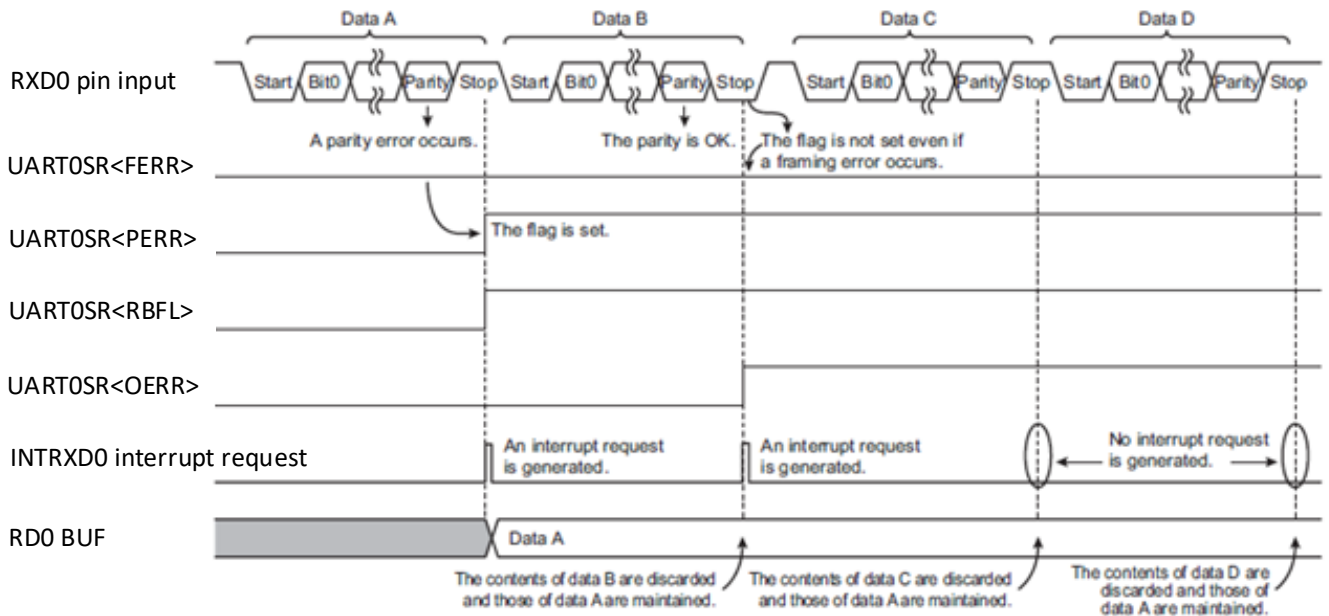 Data A Data B Data C Data D
RXD0 pin input
Start Bit0 Parity Stop Start Bit0 Parity Stop Start Bit0 Parity Stop Start Bit0 Parity Stop
A parity error occurs. The parity is OK. The flag is not set even if
a framing error occurs.
UART0SR<FERR>
The flag is set.
UART0SR<PERR>
UART0SR<RBFL>
UART0SR<OERR>
An interrupt request An interrupt request No interrupt request
INTRXD0 interrupt request is generated. is generated. is generated.
RD0 BUF Data A
The contents of data B are discarded The contents of data C are discarded The contents of data D are
and those of data A are maintained. and those of data A are maintained. discarded and those of
data A are maintained.